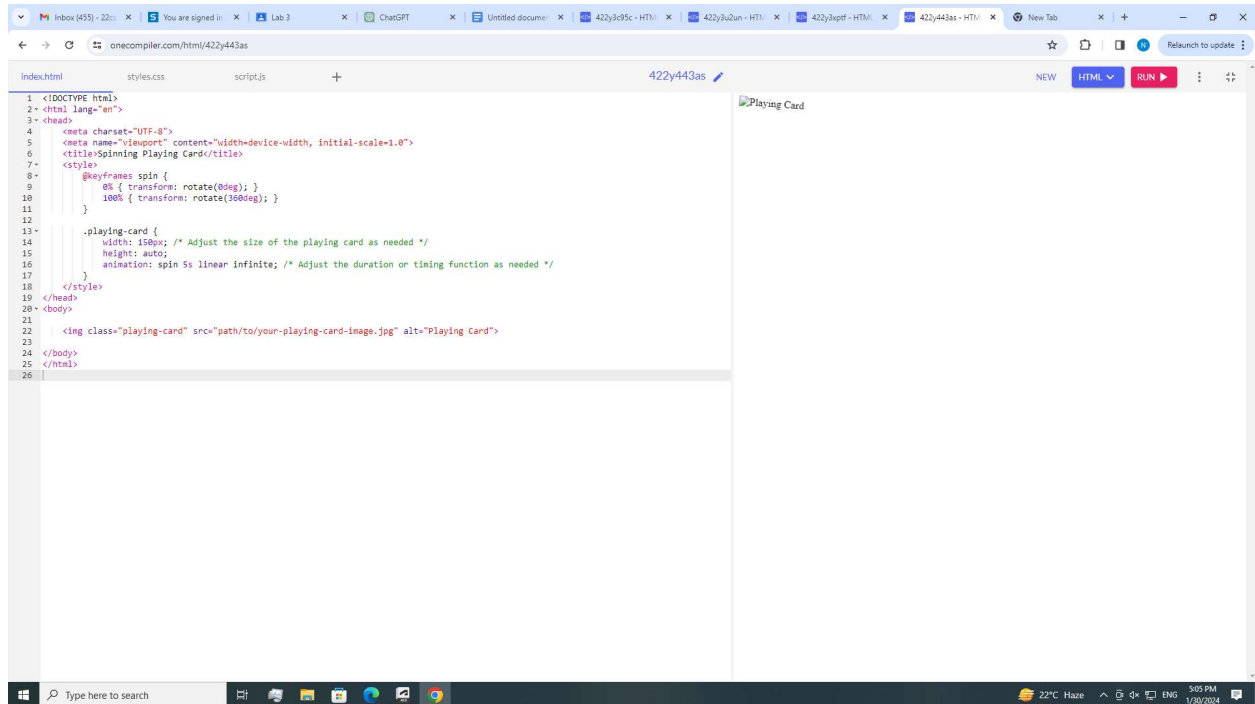 Inbox (455) - 22cs
You are signed in
Lab 3
ChatGPT
Untitled documen
422y3c95c - HTM
422y3u2un - HTM
422y3xptf - HTML
422y443as - HTM
New Tab
onecompiler.com/html/422y443as
Relaunch to update
N
index.html styles.css script.js + 422y443as NEW HTML RUN
1 <!DOCTYPE html>
2 <html lang="en">
3 <head>
4 <meta charset="UTF-8">
5 <meta name="viewport" content="width=device-width, initial-scale=1.0">
6 <title>Spinning Playing Card</title>
7 <style>
8 @keyframes spin {
9 0% { transform: rotate(0deg); }
10 100% { transform: rotate(360deg); }
11 }
12
13 .playing-card {
14 width: 150px; /* Adjust the size of the playing card as needed */
15 height: auto;
16 animation: spin 5s linear infinite; /* Adjust the duration or timing function as needed */
17 }
18 </style>
19 </head>
20 <body>
21
22 <img class="playing-card" src="path/to/your-playing-card-image.jpg" alt="Playing Card">
23
24 </body>
25 </html>
26
Playing Card
Type here to search
22°C Haze
ENG
5:05 PM
1/30/2024